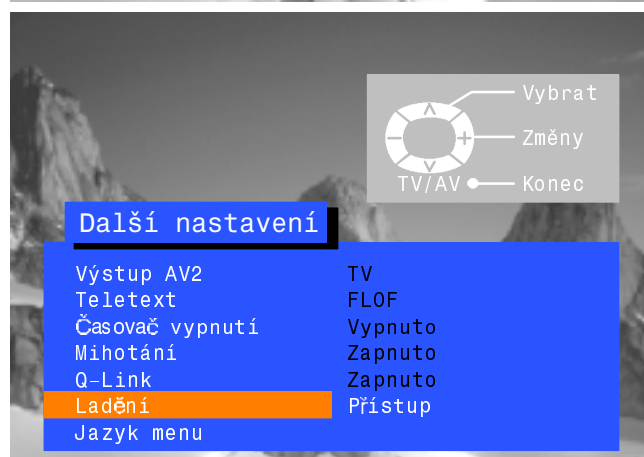 Vybrat
Změny
TV/AV Konec
Další nastavení
Výstup AV2 TV
Teletext FLOF
Časovač vypnutí Vypnuto
Mihotání Zapnuto
Q-Link Zapnuto
Ladění Přístup
Jazyk menu